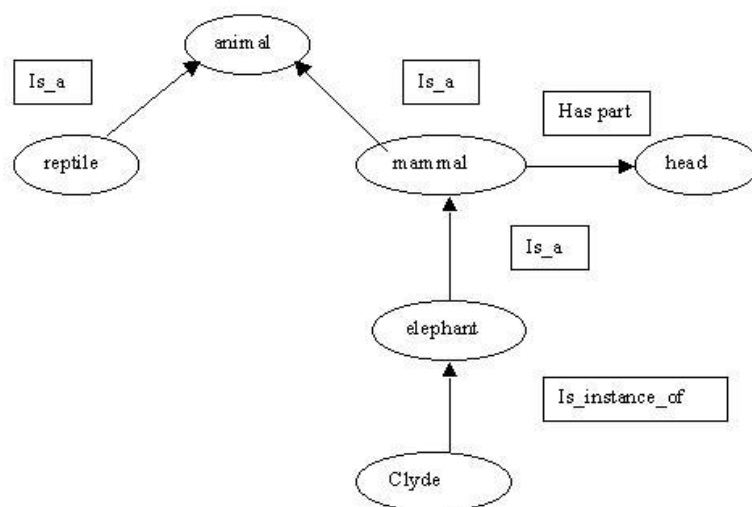 animal
Is_a
Is_a
Has part
reptile
mammal
head
Is_a
elephant
Is_instance_of
Clyde